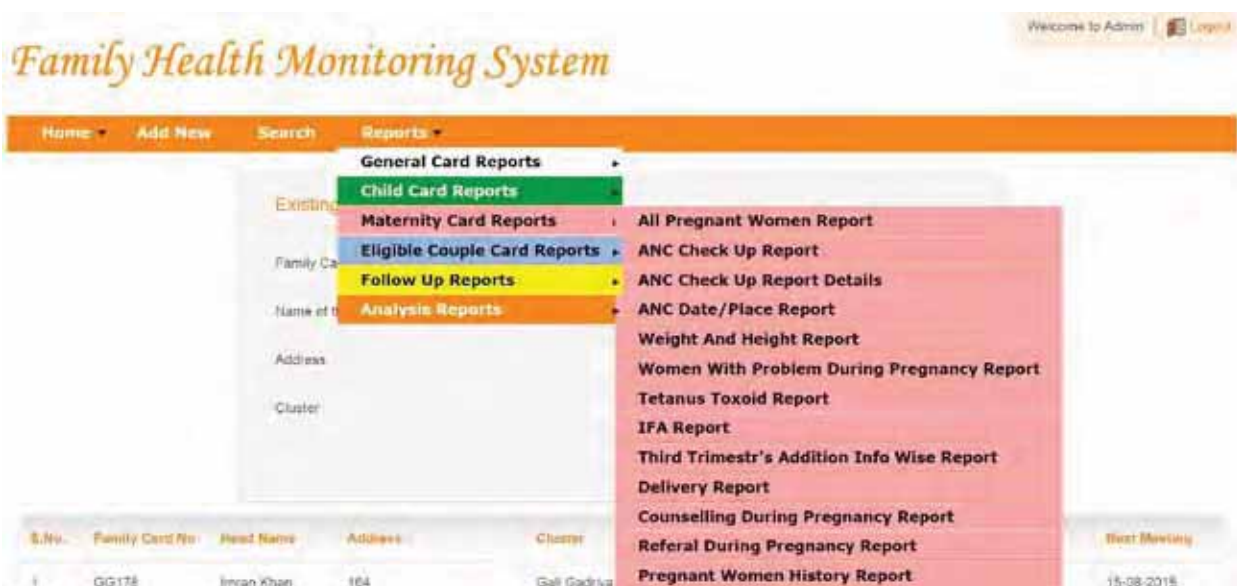 Welcome to Admin | Logout
Family Health Monitoring System
Home Add New Search Reports
General Card Reports
Child Card Reports
Maternity Card Reports
Eligible Couple Card Reports
Follow Up Reports
Analysis Reports
All Pregnant Women Report
ANC Check Up Report
ANC Check Up Report Details
ANC Date/Place Report
Weight And Height Report
Women With Problem During Pregnancy Report
Tetanus Toxoid Report
IFA Report
Third Trimestr's Addition Info Wise Report
Delivery Report
Counselling During Pregnancy Report
Referal During Pregnancy Report
Pregnant Women History Report
Existing
Family Ca
Name of t
Address
Cluster
S.No. Family Card No Head Name Address Cluster Next Meeting
1 GG178 Imran Khan 164 Gali Gadriya 15-08-2015